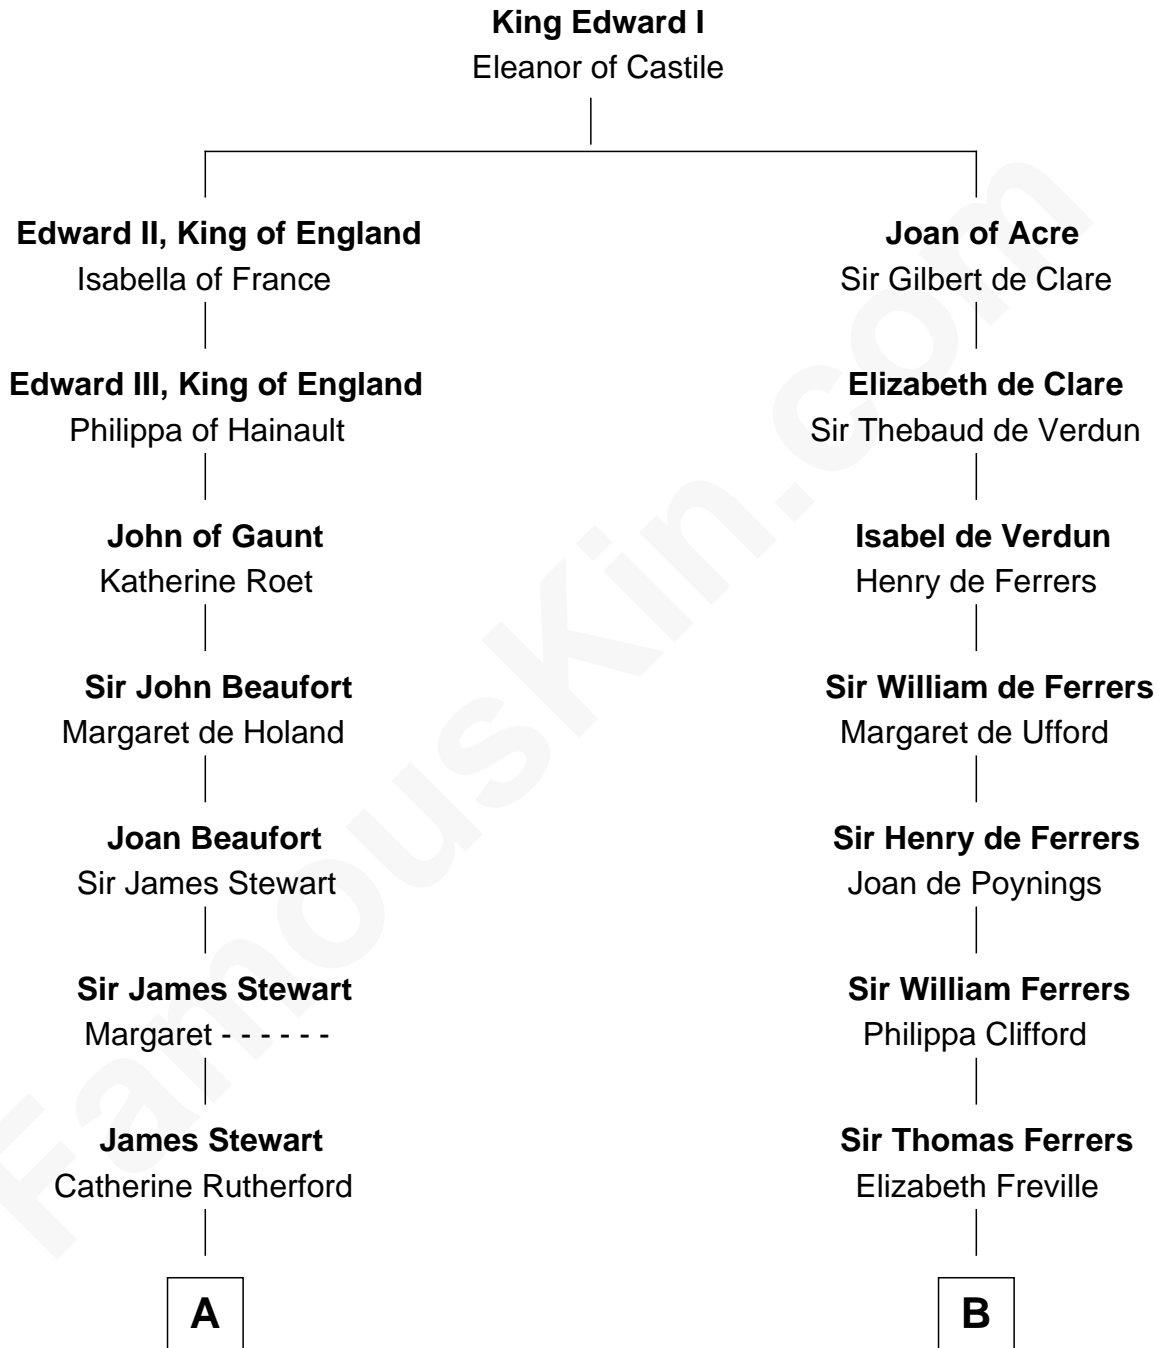 King Edward I
Eleanor of Castile
Edward II, King of England
Isabella of France
Edward III, King of England
Philippa of Hainault
John of Gaunt
Katherine Roet
Sir John Beaufort
Margaret de Holand
Joan Beaufort
Sir James Stewart
Sir James Stewart
Margaret - - - - - -
James Stewart
Catherine Rutherford
A
Joan of Acre
Sir Gilbert de Clare
Elizabeth de Clare
Sir Thebaud de Verdun
Isabel de Verdun
Henry de Ferrers
Sir William de Ferrers
Margaret de Ufford
Sir Henry de Ferrers
Joan de Poynings
Sir William Ferrers
Philippa Clifford
Sir Thomas Ferrers
Elizabeth Freville
B
FamousKin.com